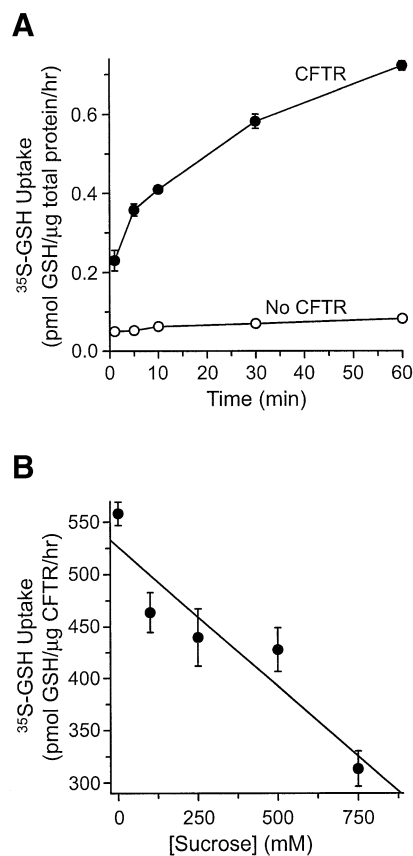 A
³⁵S-GSH Uptake
(pmol GSH/µg total protein/hr)
0.6
0.4
0.2
0.0
CFTR
No CFTR
0 10 20 30 40 50 60
Time (min)
B
³⁵S-GSH Uptake
(pmol GSH/µg CFTR/hr)
550
500
450
400
350
300
0 250 500 750
[Sucrose] (mM)